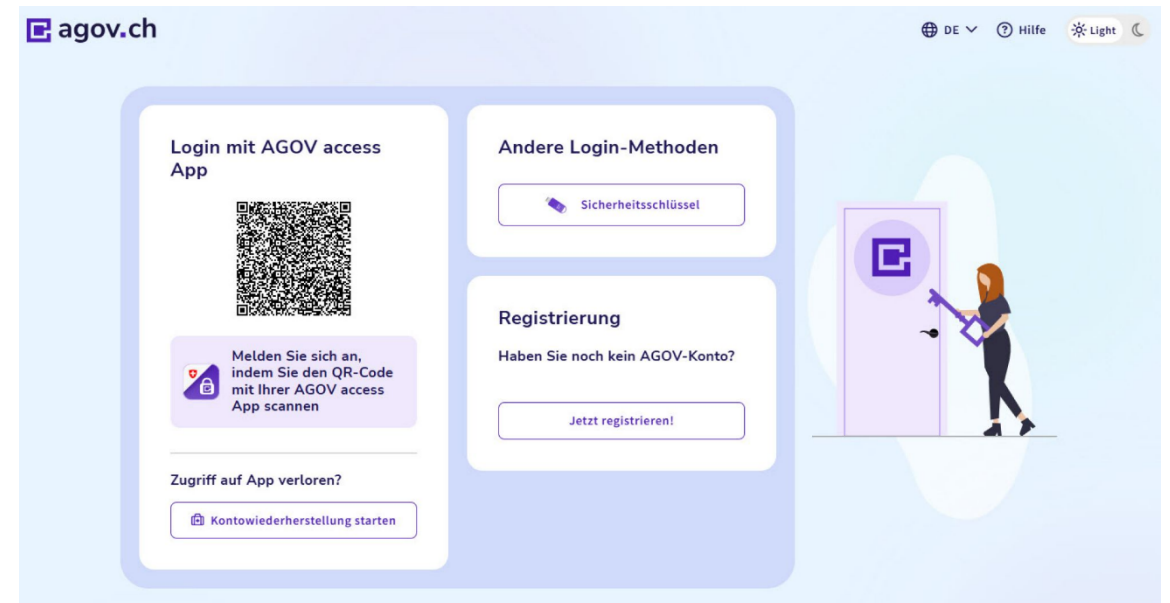 agov.ch
DE
Hilfe
Light
Login mit AGOV access
App
Melden Sie sich an,
indem Sie den QR-Code
mit Ihrer AGOV access
App scannen
Zugriff auf App verloren?
Kontowiederherstellung starten
Andere Login-Methoden
Sicherheitsschlüssel
Registrierung
Haben Sie noch kein AGOV-Konto?
Jetzt registrieren!